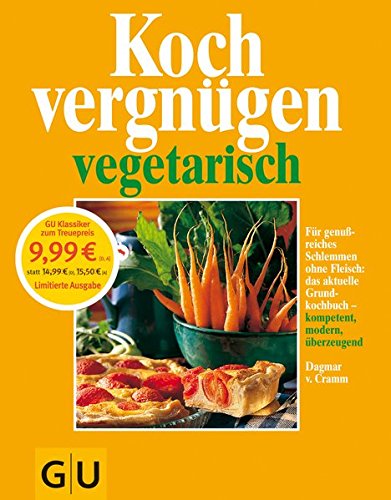 Koch
vergnügen
vegetarisch
GU Klassiker
zum Treuepreis
9,99 € [D, A]
statt 14,99 € [D], 15,50 € [A]
Limitierte Ausgabe
Für genuß-
reiches
Schlemmen
ohne Fleisch:
das aktuelle
Grund-
kochbuch –
kompetent,
modern,
überzeugend
Dagmar
v. Cramm
G|U